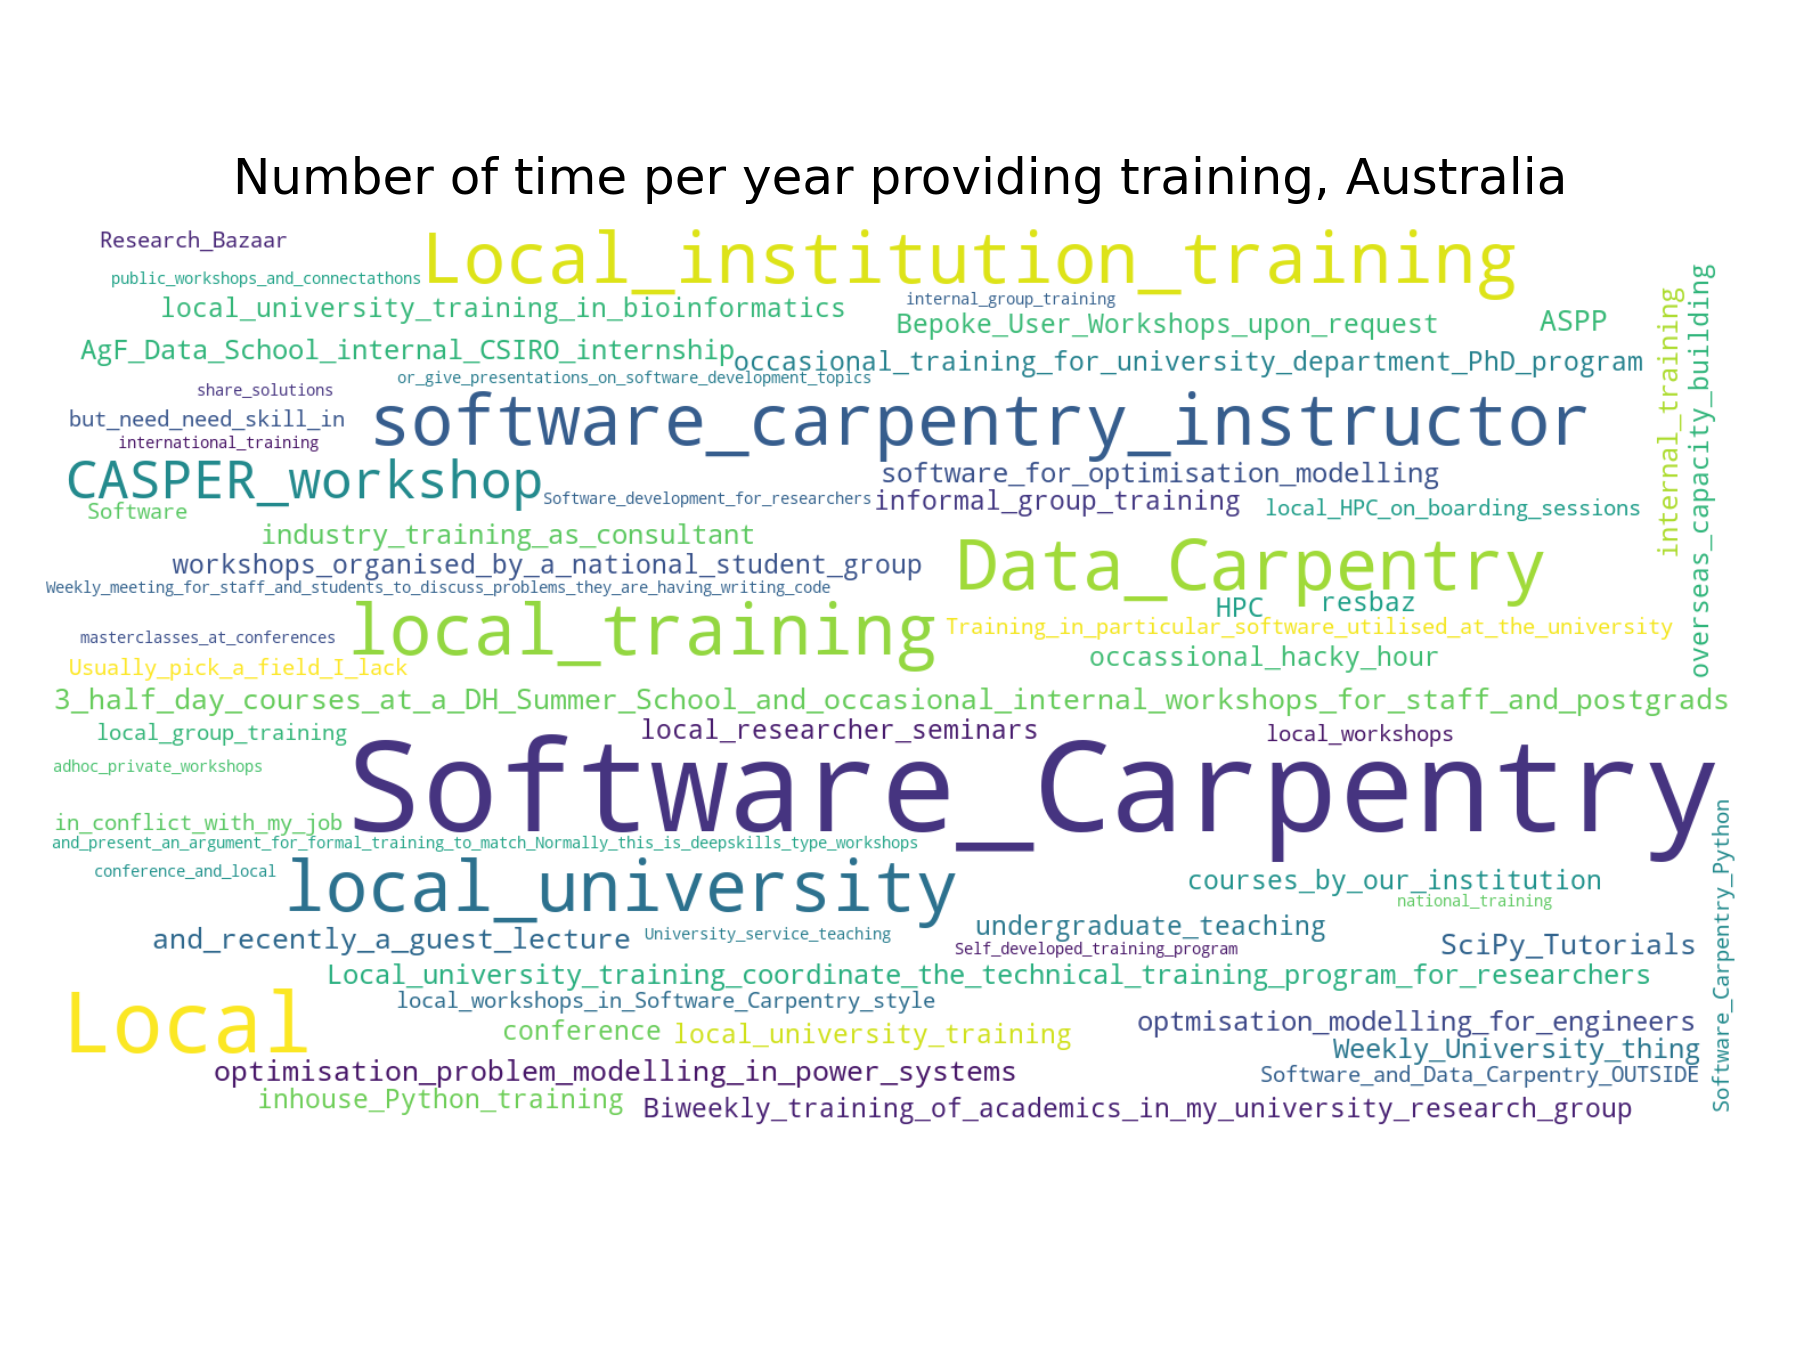 Number of time per year providing training, Australia
Research_Bazaar
Local_institution_training
public_workshops_and_connectathons
local_university_training_in_bioinformatics
internal_group_training
Bepoke_User_Workshops_upon_request
ASPP
internal_training
overseas_capacity_building
AgF_Data_School_internal_CSIRO_internship
occasional_training_for_university_department_PhD_program
or_give_presentations_on_software_development_topics
share_solutions
but_need_need_skill_in
software_carpentry_instructor
international_training
CASPER_workshop
software_for_optimisation_modelling
Software_development_for_researchers
informal_group_training
local_HPC_on_boarding_sessions
Software
industry_training_as_consultant
workshops_organised_by_a_national_student_group
Data_Carpentry
Weekly_meeting_for_staff_and_students_to_discuss_problems_they_are_having_writing_code
HPC
resbaz
masterclasses_at_conferences
local_training
Training_in_particular_software_utilised_at_the_university
Usually_pick_a_field_I_lack
occassional_hacky_hour
3_half_day_courses_at_a_DH_Summer_School_and_occasional_internal_workshops_for_staff_and_postgrads
local_group_training
local_researcher_seminars
local_workshops
adhoc_private_workshops
Software_Carpentry
in_conflict_with_my_job
and_present_an_argument_for_formal_training_to_match_Normally_this_is_deepskills_type_workshops
conference_and_local
local_university
courses_by_our_institution
national_training
Software_Carpentry_Python
and_recently_a_guest_lecture
University_service_teaching
undergraduate_teaching
Self_developed_training_program
SciPy_Tutorials
Local_university_training_coordinate_the_technical_training_program_for_researchers
Local
local_workshops_in_Software_Carpentry_style
conference
local_university_training
optmisation_modelling_for_engineers
Weekly_University_thing
optimisation_problem_modelling_in_power_systems
Software_and_Data_Carpentry_OUTSIDE
inhouse_Python_training
Biweekly_training_of_academics_in_my_university_research_group